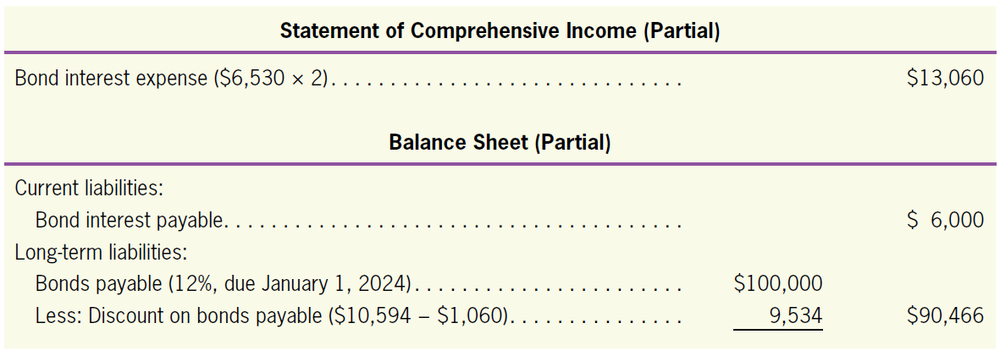 Statement of Comprehensive Income (Partial)
Bond interest expense ($6,530 × 2). . . . . . . . . . . . . . . . . . . . . . . . . . . . . . $13,060
Balance Sheet (Partial)
Current liabilities:
Bond interest payable. . . . . . . . . . . . . . . . . . . . . . . . . . . . . . . . . . . . . . . $ 6,000
Long-term liabilities:
Bonds payable (12%, due January 1, 2024). . . . . . . . . . . . . . . . . . . . . . . $100,000
Less: Discount on bonds payable ($10,594 – $1,060). . . . . . . . . . . . . . . 9,534 $90,466